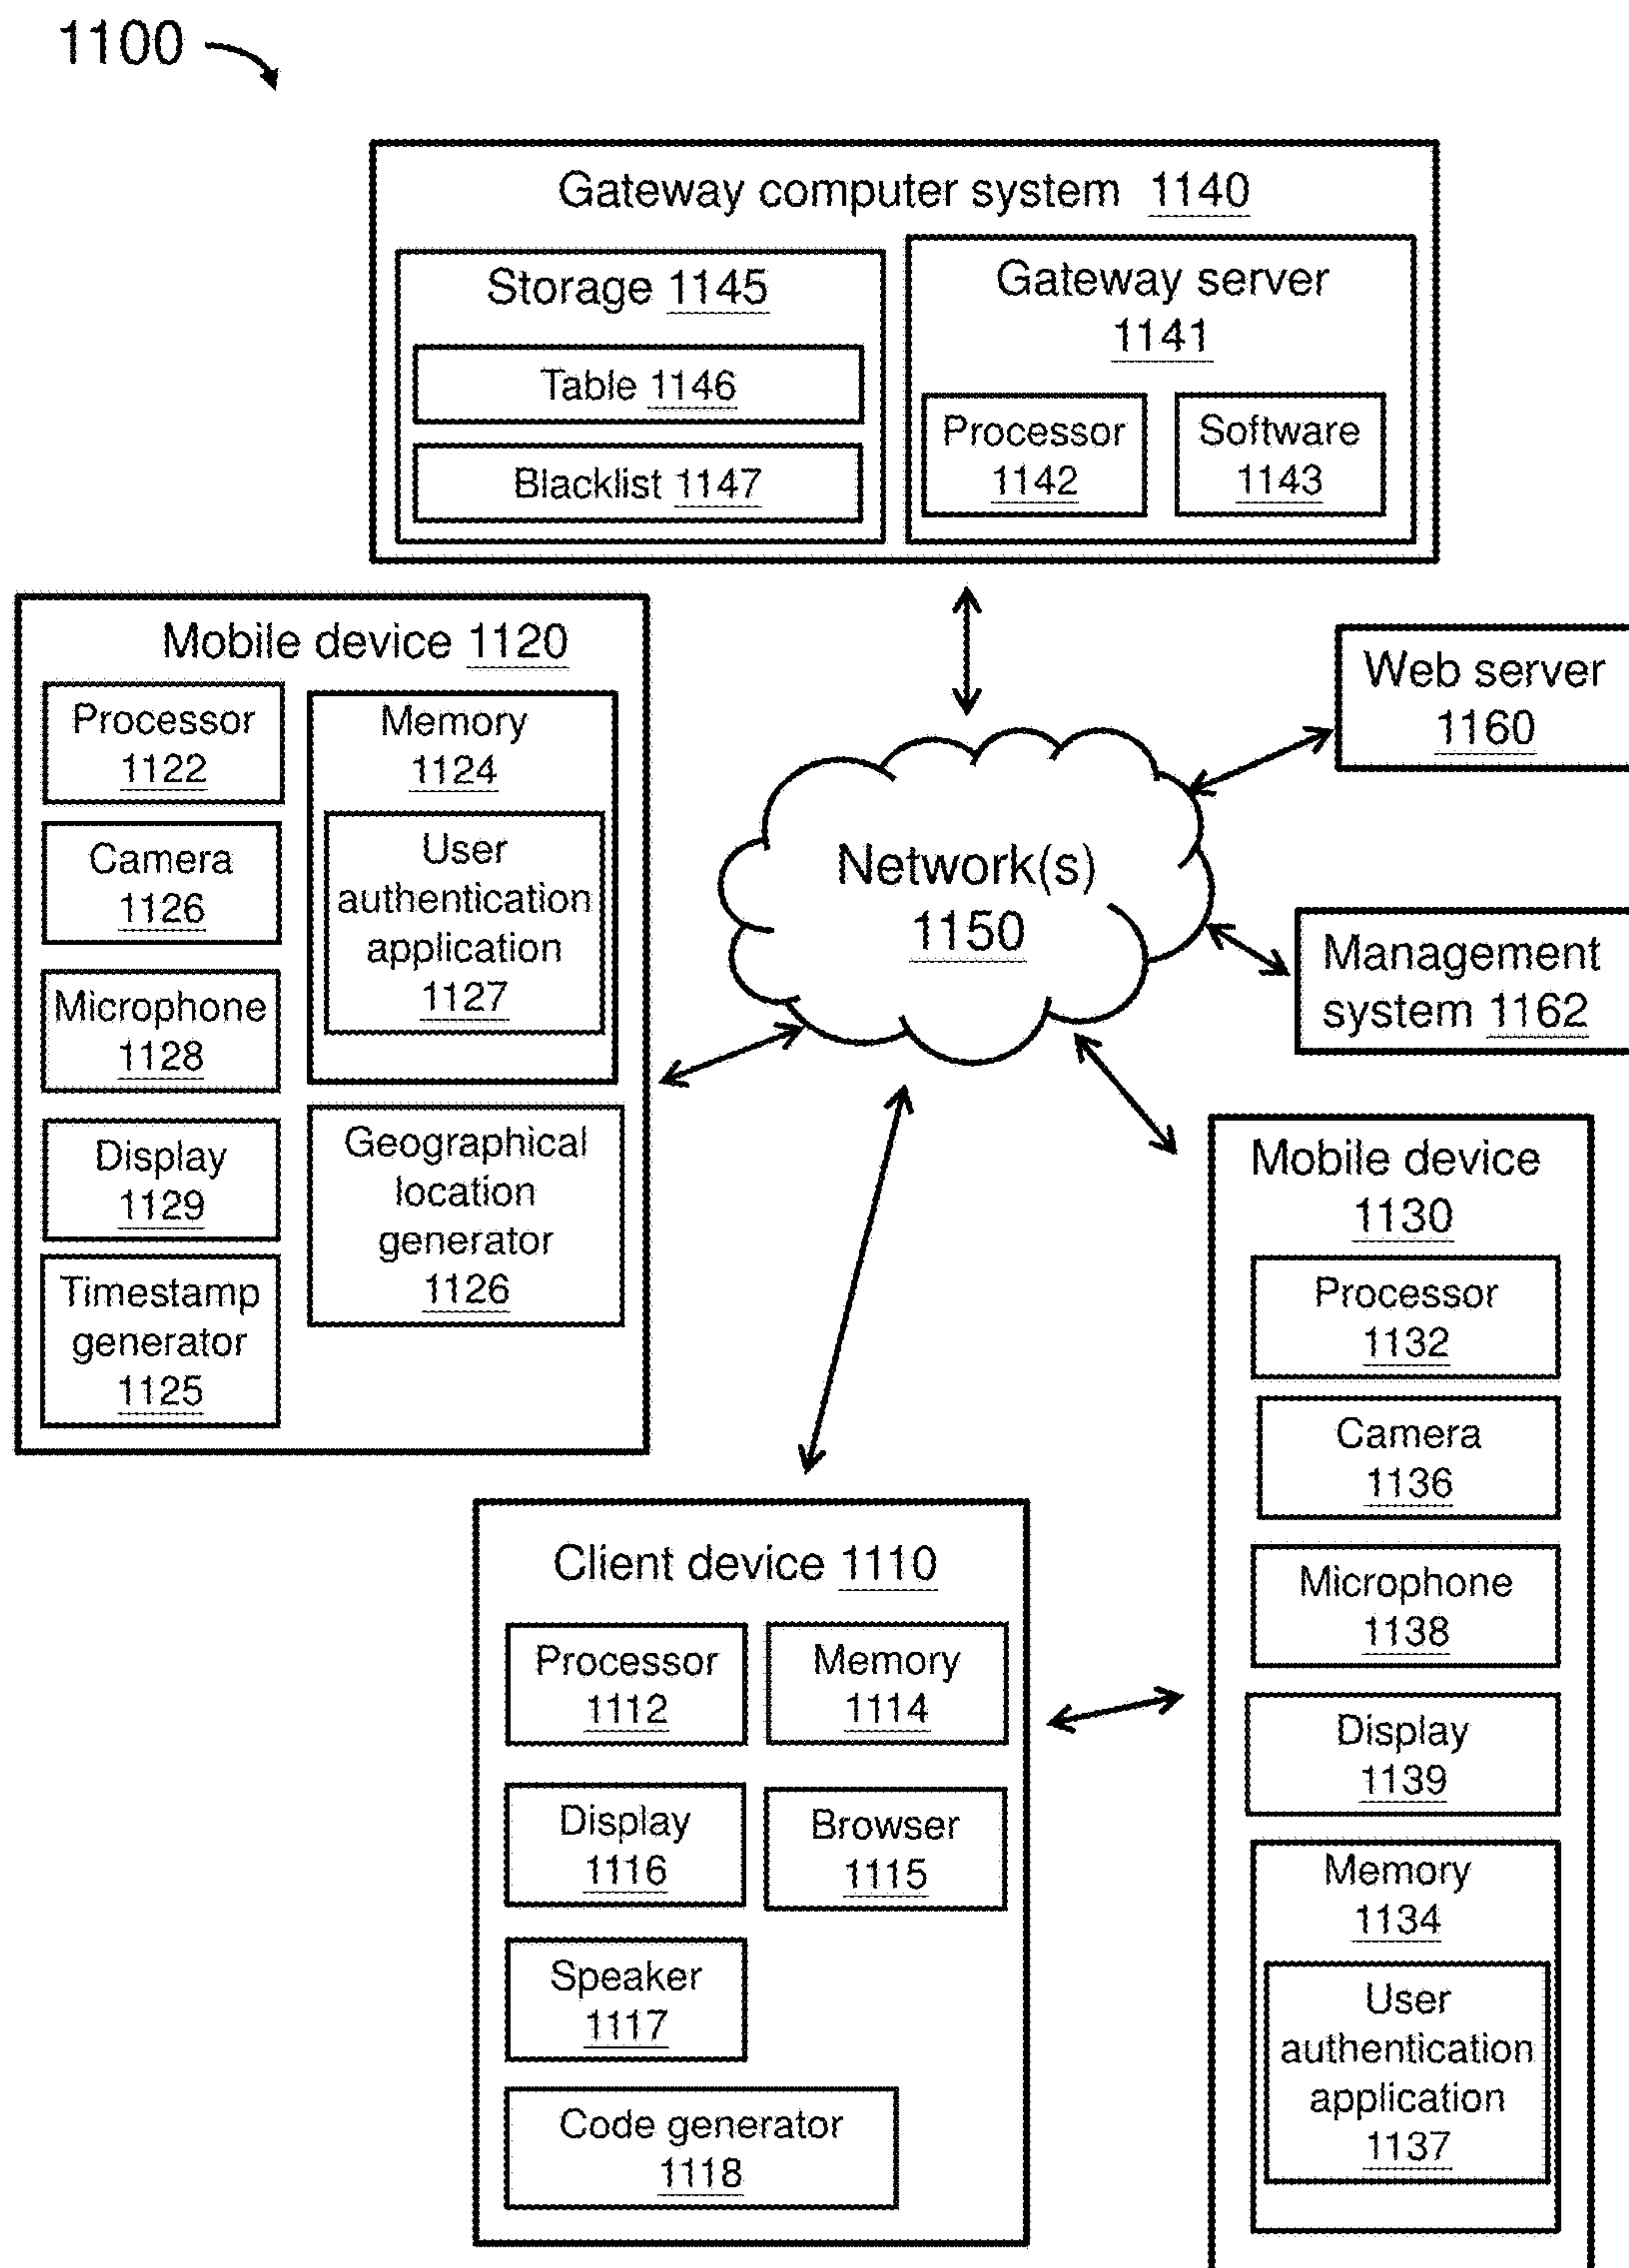 1100
Gateway computer system 1140
Storage 1145
Table 1146
Blacklist 1147
Gateway server
1141
Processor
1142
Software
1143
Mobile device 1120
Processor
1122
Camera
1126
Microphone
1128
Display
1129
Timestamp
generator
1125
Memory
1124
User
authentication
application
1127
Geographical
location
generator
1126
Network(s)
1150
Web server
1160
Management
system 1162
Client device 1110
Processor
1112
Memory
1114
Display
1116
Browser
1115
Speaker
1117
Code generator
1118
Mobile device
1130
Processor
1132
Camera
1136
Microphone
1138
Display
1139
Memory
1134
User
authentication
application
1137